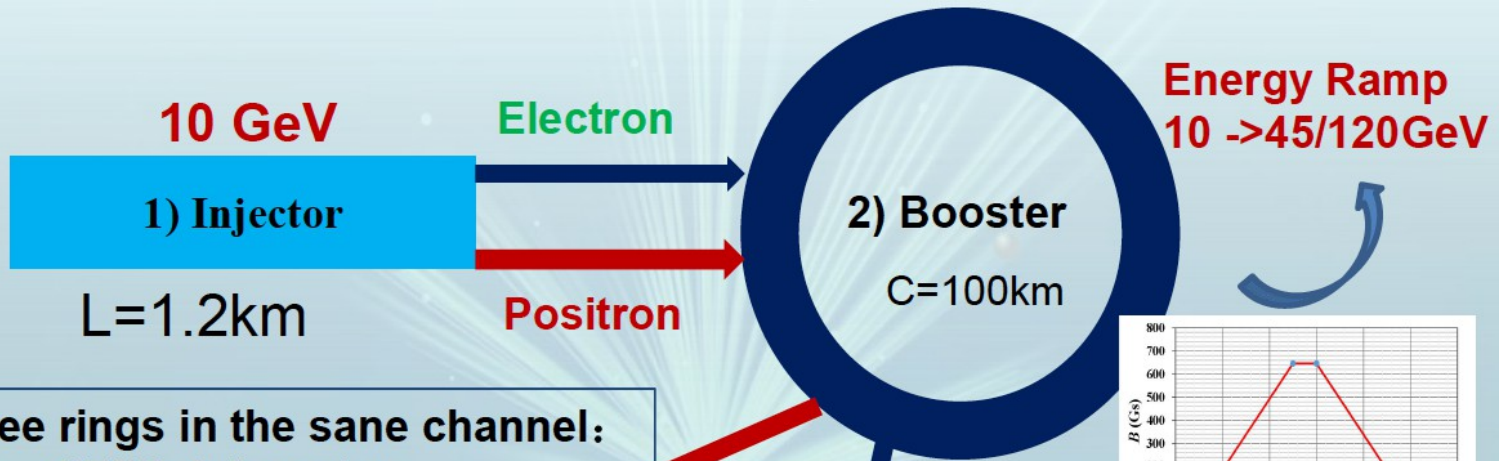 10 GeV
Electron
Energy Ramp
10 ->45/120GeV
1) Injector
2) Booster
C=100km
L=1.2km
Positron
800
700
600
500
400
300
B (Gs)
ee rings in the sane channel：